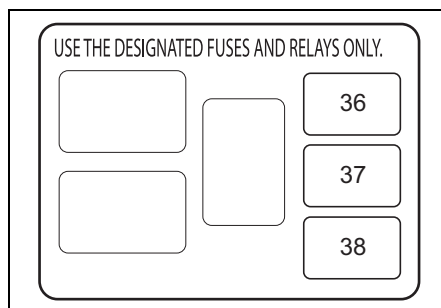 USE THE DESIGNATED FUSES AND RELAYS ONLY.
36
37
38